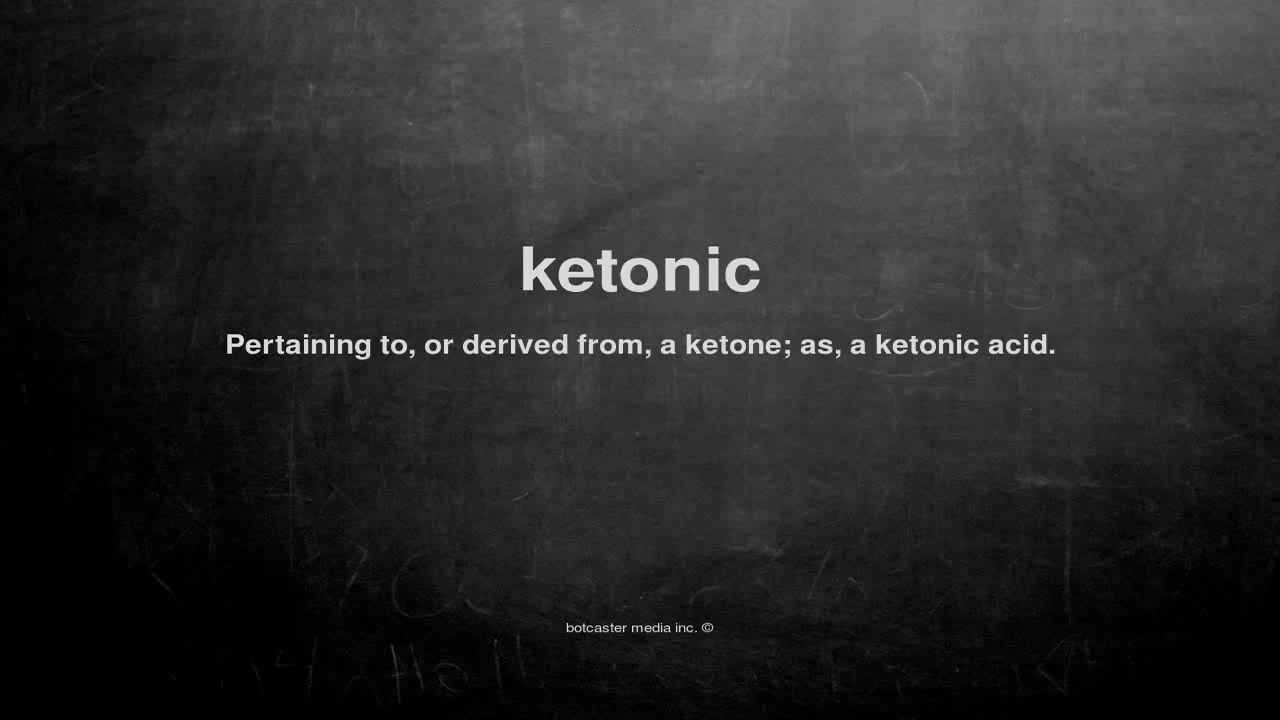 ketonic
Pertaining to, or derived from, a ketone; as, a ketonic acid.
botcaster media inc. ©